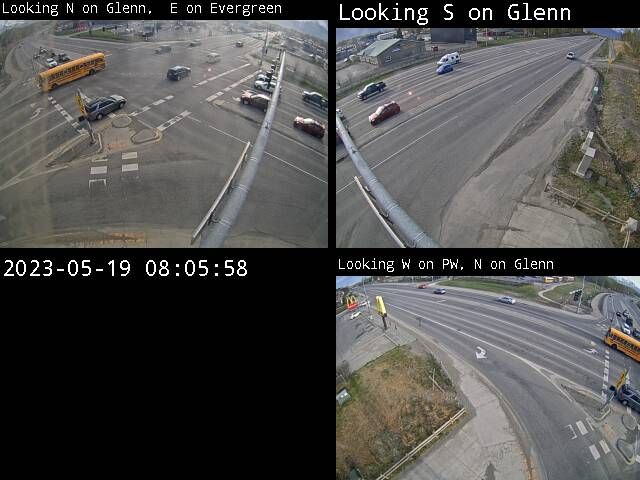 Looking N on Glenn,  E on Evergreen
Looking S on Glenn
2023-05-19 08:05:58
Looking W on PW, N on Glenn